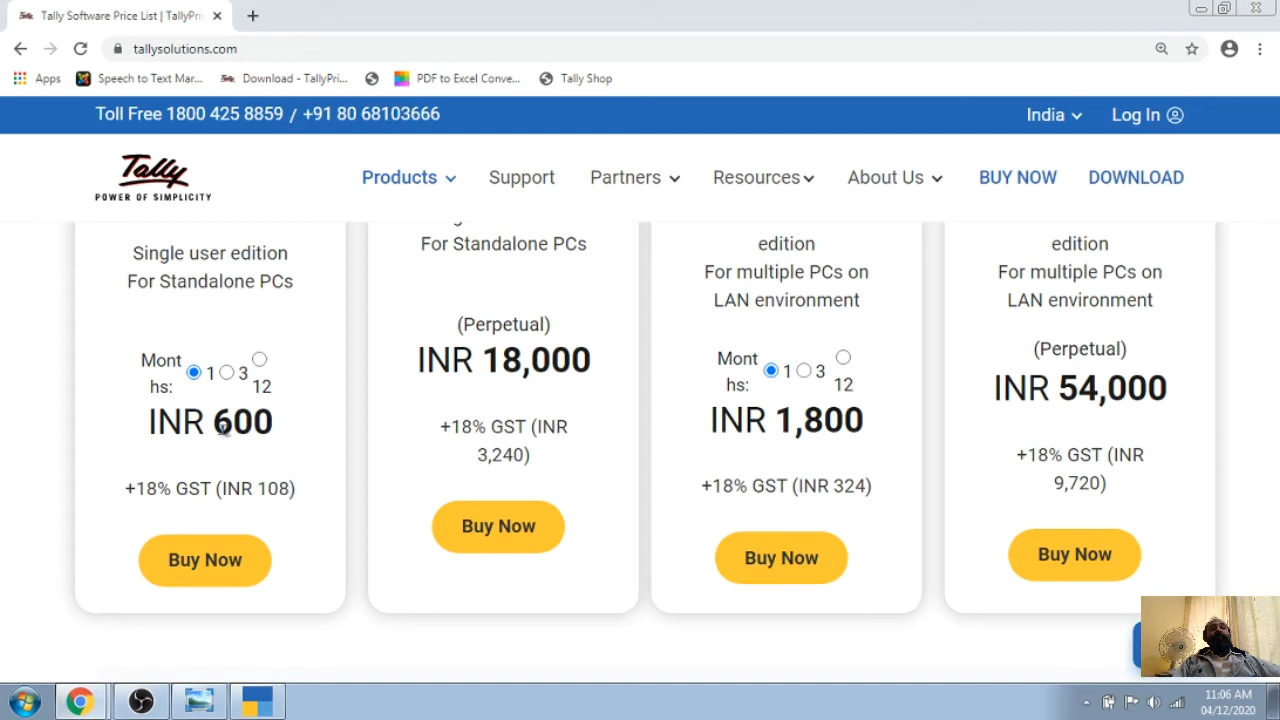 Tally Software Price List | TallyPri
tallysolutions.com
Apps
Speech to Text Mar...
Download - TallyPri...
PDF to Excel Conve...
Tally Shop
Toll Free 1800 425 8859 / +91 80 68103666
India
Log In
Tally
POWER OF SIMPLICITY
Products
Support
Partners
Resources
About Us
BUY NOW
DOWNLOAD
Single user edition
For Standalone PCs
Mont
hs:
1
3
12
INR 600
+18% GST (INR 108)
Buy Now
For Standalone PCs
(Perpetual)
INR 18,000
+18% GST (INR
3,240)
Buy Now
edition
For multiple PCs on
LAN environment
Mont
hs:
1
3
12
INR 1,800
+18% GST (INR 324)
Buy Now
edition
For multiple PCs on
LAN environment
(Perpetual)
INR 54,000
+18% GST (INR
9,720)
Buy Now
11:06 AM
04/12/2020